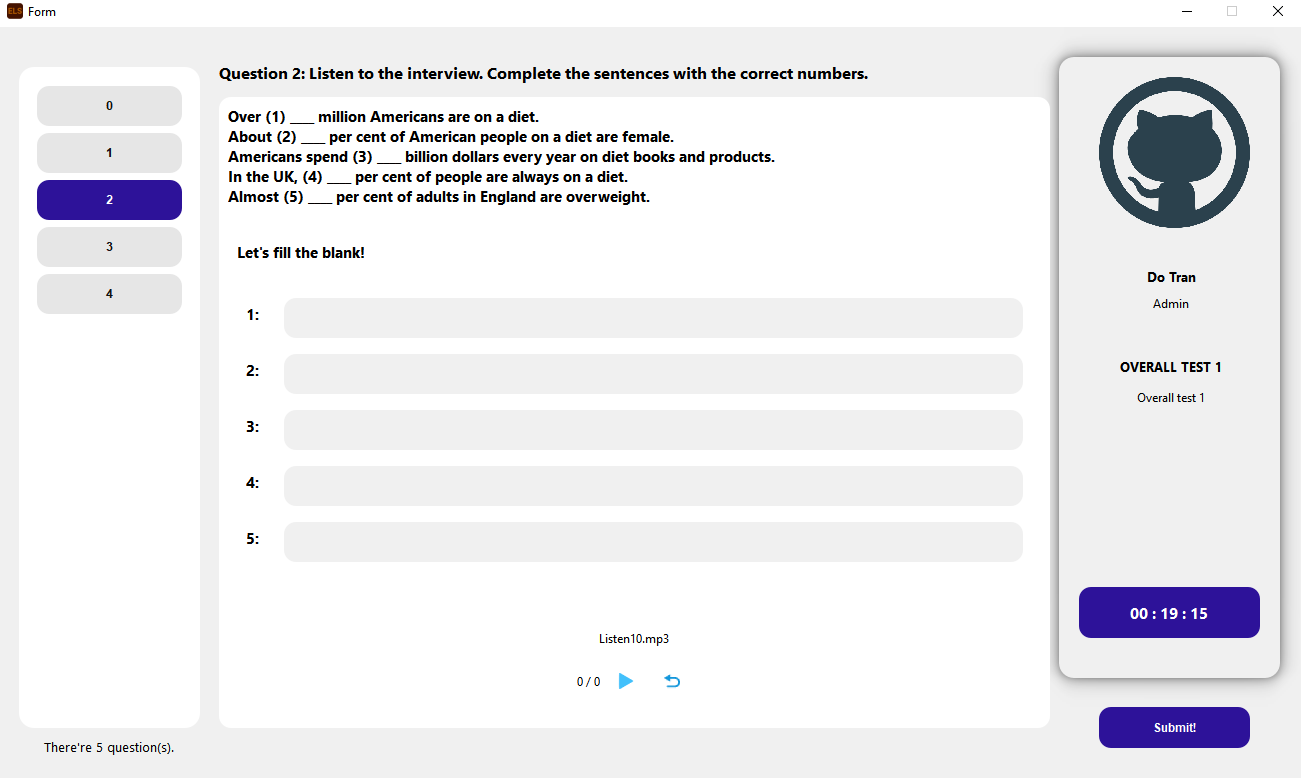 ELS Form
0
1
2
3
4
There're 5 question(s).
Question 2: Listen to the interview. Complete the sentences with the correct numbers.
Over (1) ___ million Americans are on a diet.
About (2) ___ per cent of American people on a diet are female.
Americans spend (3) ___ billion dollars every year on diet books and products.
In the UK, (4) ___ per cent of people are always on a diet.
Almost (5) ___ per cent of adults in England are overweight.
Let's fill the blank!
1:
2:
3:
4:
5:
Listen10.mp3
0 / 0
Do Tran
Admin
OVERALL TEST 1
Overall test 1
00 : 19 : 15
Submit!